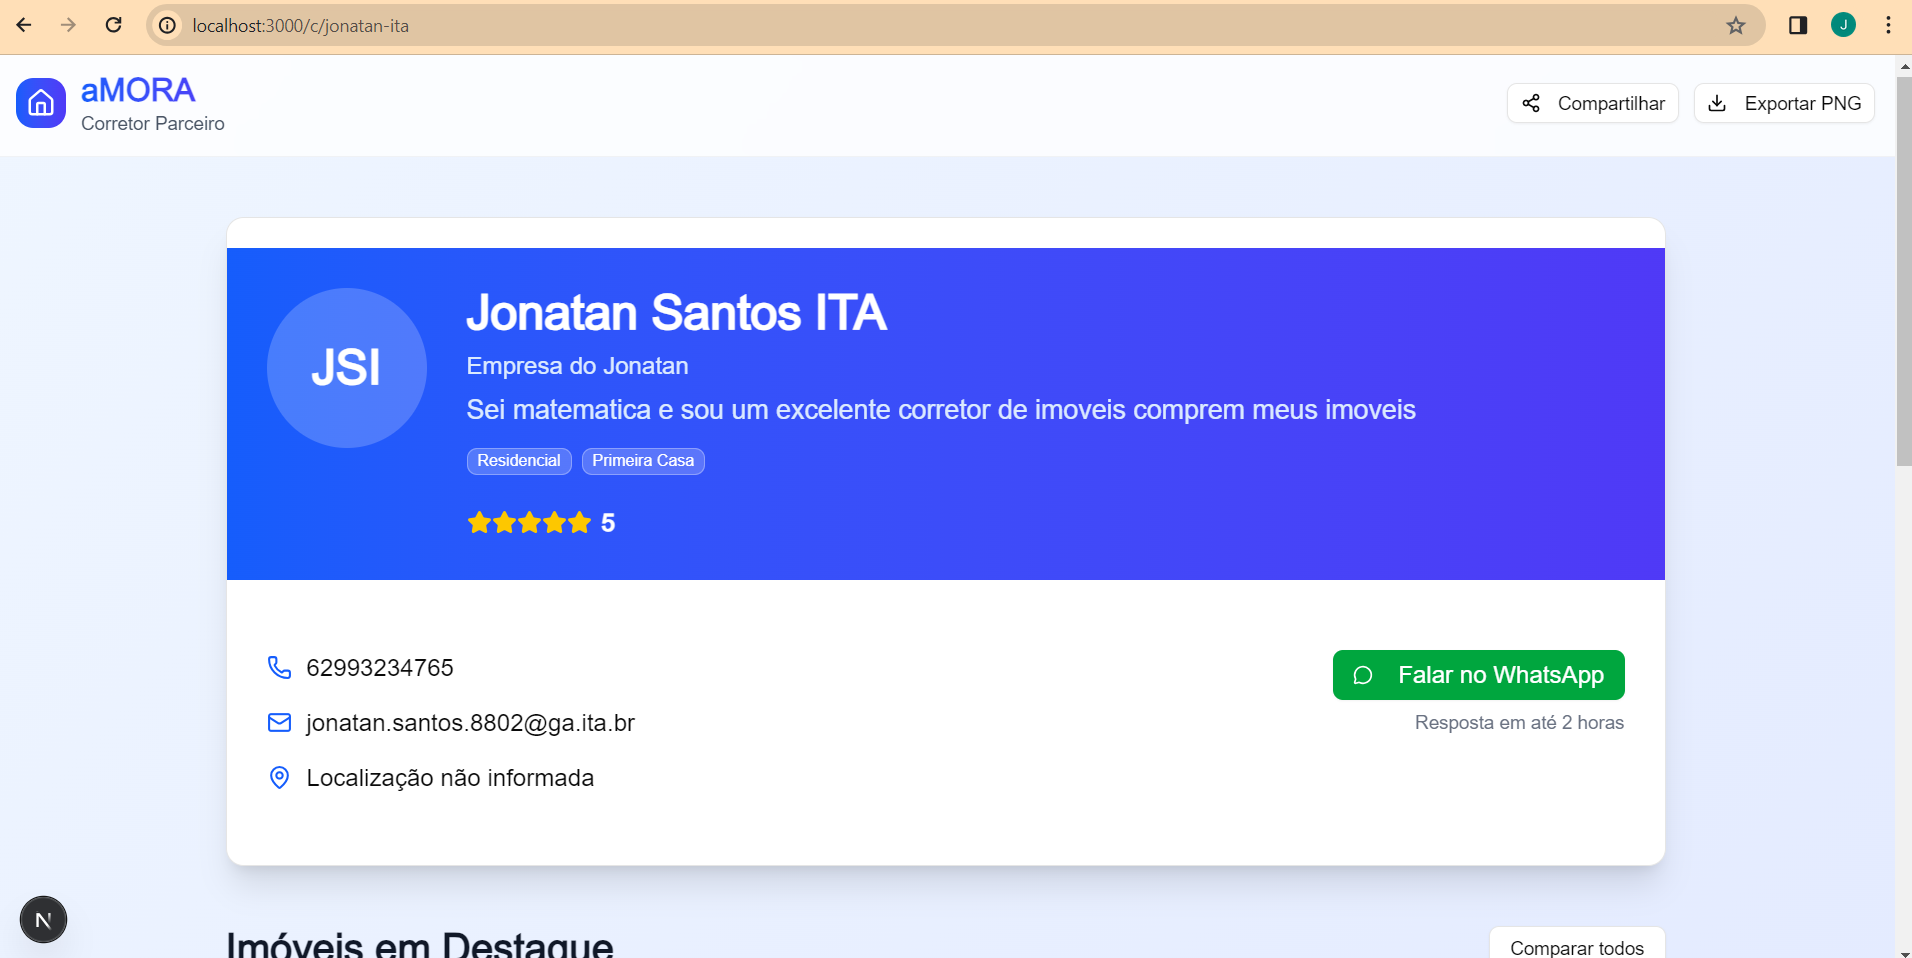 localhost:3000/c/jonatan-ita
J
aMORA
Corretor Parceiro
Compartilhar
Exportar PNG
JSI
Jonatan Santos ITA
Empresa do Jonatan
Sei matematica e sou um excelente corretor de imoveis comprem meus imoveis
Residencial
Primeira Casa
5
62993234765
Falar no WhatsApp
jonatan.santos.8802@ga.ita.br
Resposta em até 2 horas
Localização não informada
N
Imóveis em Destaque
Comparar todos